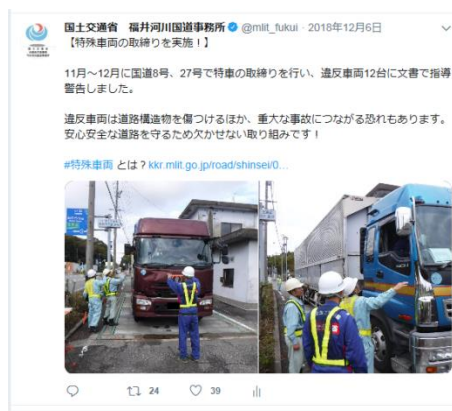 国土交通省 福井河川国道事務所 @mlit_fukui · 2018年12月6日
【特殊車両の取締りを実施！】
11月～12月に国道8号、27号で特車の取締りを行い、違反車両12台に文書で指導
警告しました。
違反車両は道路構造物を傷つけるほか、重大な事故につながる恐れもあります。
安心安全な道路を守るため欠かせない取り組みです！
#特殊車両 とは？kkr.mlit.go.jp/road/shinsei/0…
24
39